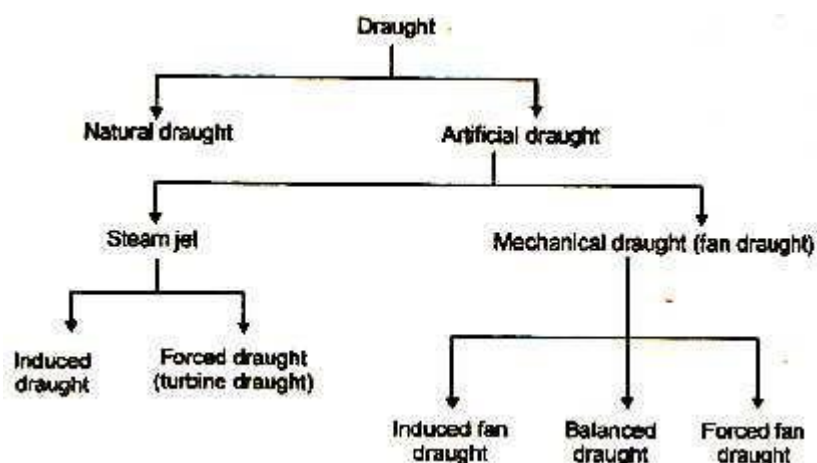 Draught
Natural draught
Artificial draught
Steam jet
Mechanical draught (fan draught)
Induced
draught
Forced draught
(turbine draught)
Induced fan
draught
Balanced
draught
Forced fan
draught